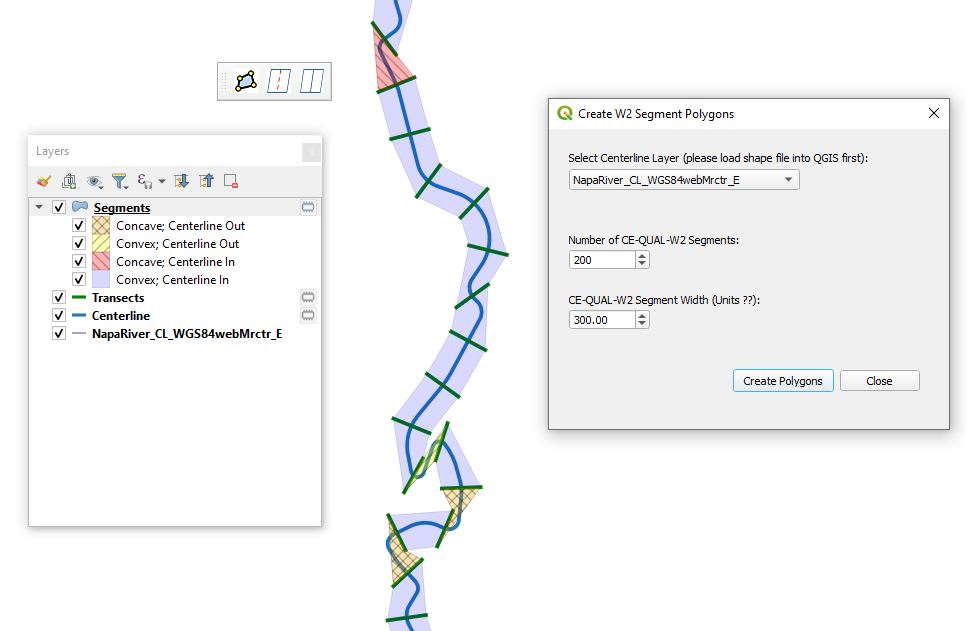 Layers
Segments
Concave; Centerline Out
Convex; Centerline Out
Concave; Centerline In
Convex; Centerline In
Transects
Centerline
NapaRiver_CL_WGS84webMrctr_E
Create W2 Segment Polygons
Select Centerline Layer (please load shape file into QGIS first):
NapaRiver_CL_WGS84webMrctr_E
Number of CE-QUAL-W2 Segments:
200
CE-QUAL-W2 Segment Width (Units ??):
300.00
Create Polygons
Close